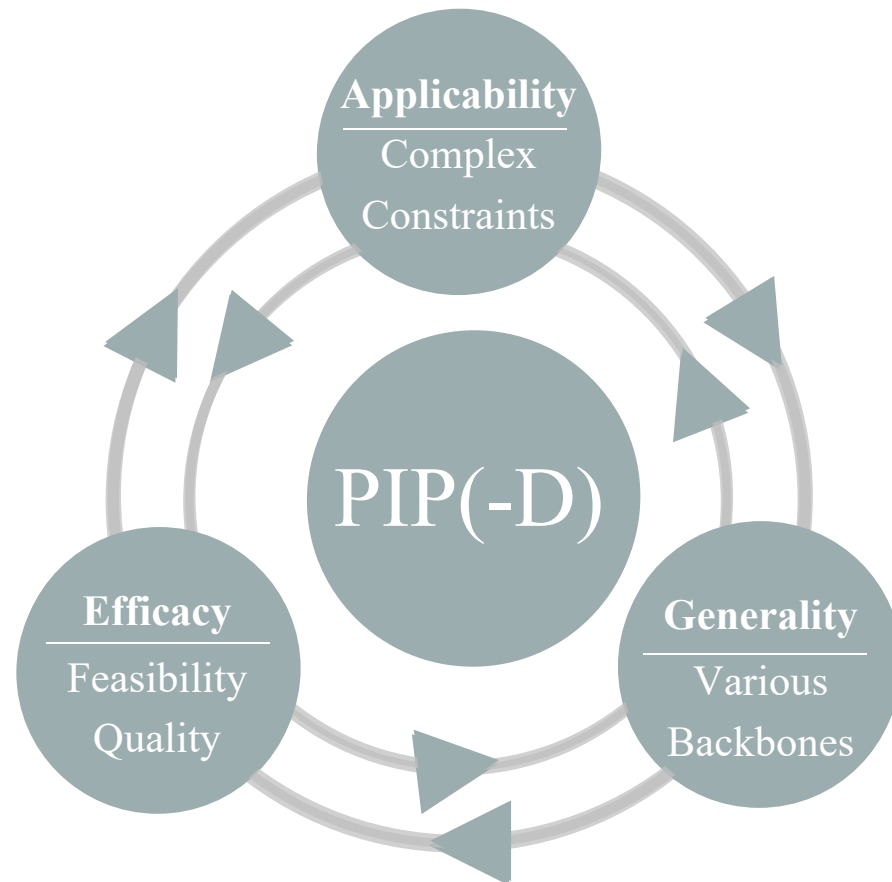 Applicability
Complex
Constraints
PIP(-D)
Efficacy
Feasibility
Quality
Generality
Various
Backbones